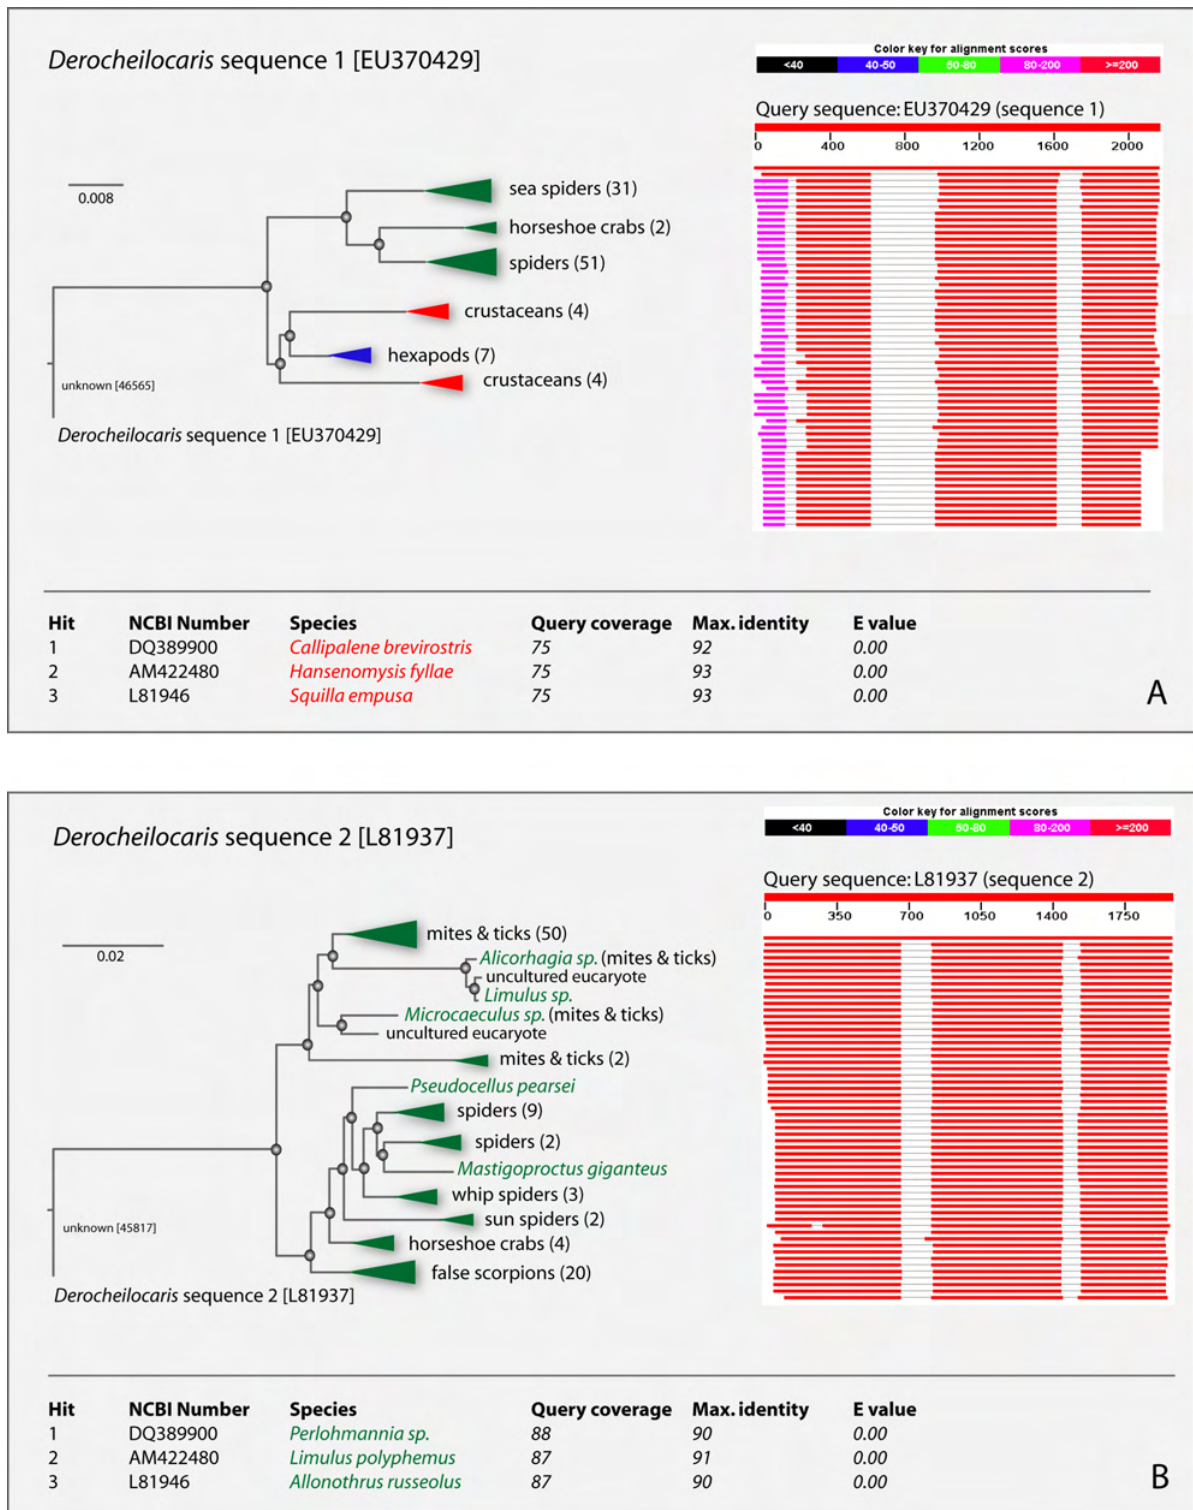 Derocheilocaris sequence 1 [EU370429]
Color key for alignment scores
<40 40-50 50-80 80-200 >=200
Query sequence: EU370429 (sequence 1)
0 400 800 1200 1600 2000
0.008
sea spiders (31)
horseshoe crabs (2)
spiders (51)
crustaceans (4)
hexapods (7)
crustaceans (4)
unknown [46565]
Derocheilocaris sequence 1 [EU370429]
Hit NCBI Number Species Query coverage Max. identity E value
1 DQ389900 Callipalene brevirostris 75 92 0.00
2 AM422480 Hansenomysis fyllae 75 93 0.00
3 L81946 Squilla empusa 75 93 0.00
A
Derocheilocaris sequence 2 [L81937]
Color key for alignment scores
<40 40-50 50-80 80-200 >=200
Query sequence: L81937 (sequence 2)
0 350 700 1050 1400 1750
0.02
mites & ticks (50)
Alicorhagia sp. (mites & ticks)
uncultured eucaryote
Limulus sp.
Microcaeculus sp. (mites & ticks)
uncultured eucaryote
mites & ticks (2)
Pseudocellus pearsei
spiders (9)
spiders (2)
Mastigoproctus giganteus
whip spiders (3)
sun spiders (2)
horseshoe crabs (4)
false scorpions (20)
unknown [45817]
Derocheilocaris sequence 2 [L81937]
Hit NCBI Number Species Query coverage Max. identity E value
1 DQ389900 Perlohmannia sp. 88 90 0.00
2 AM422480 Limulus polyphemus 87 91 0.00
3 L81946 Allonothrus russeolus 87 90 0.00
B